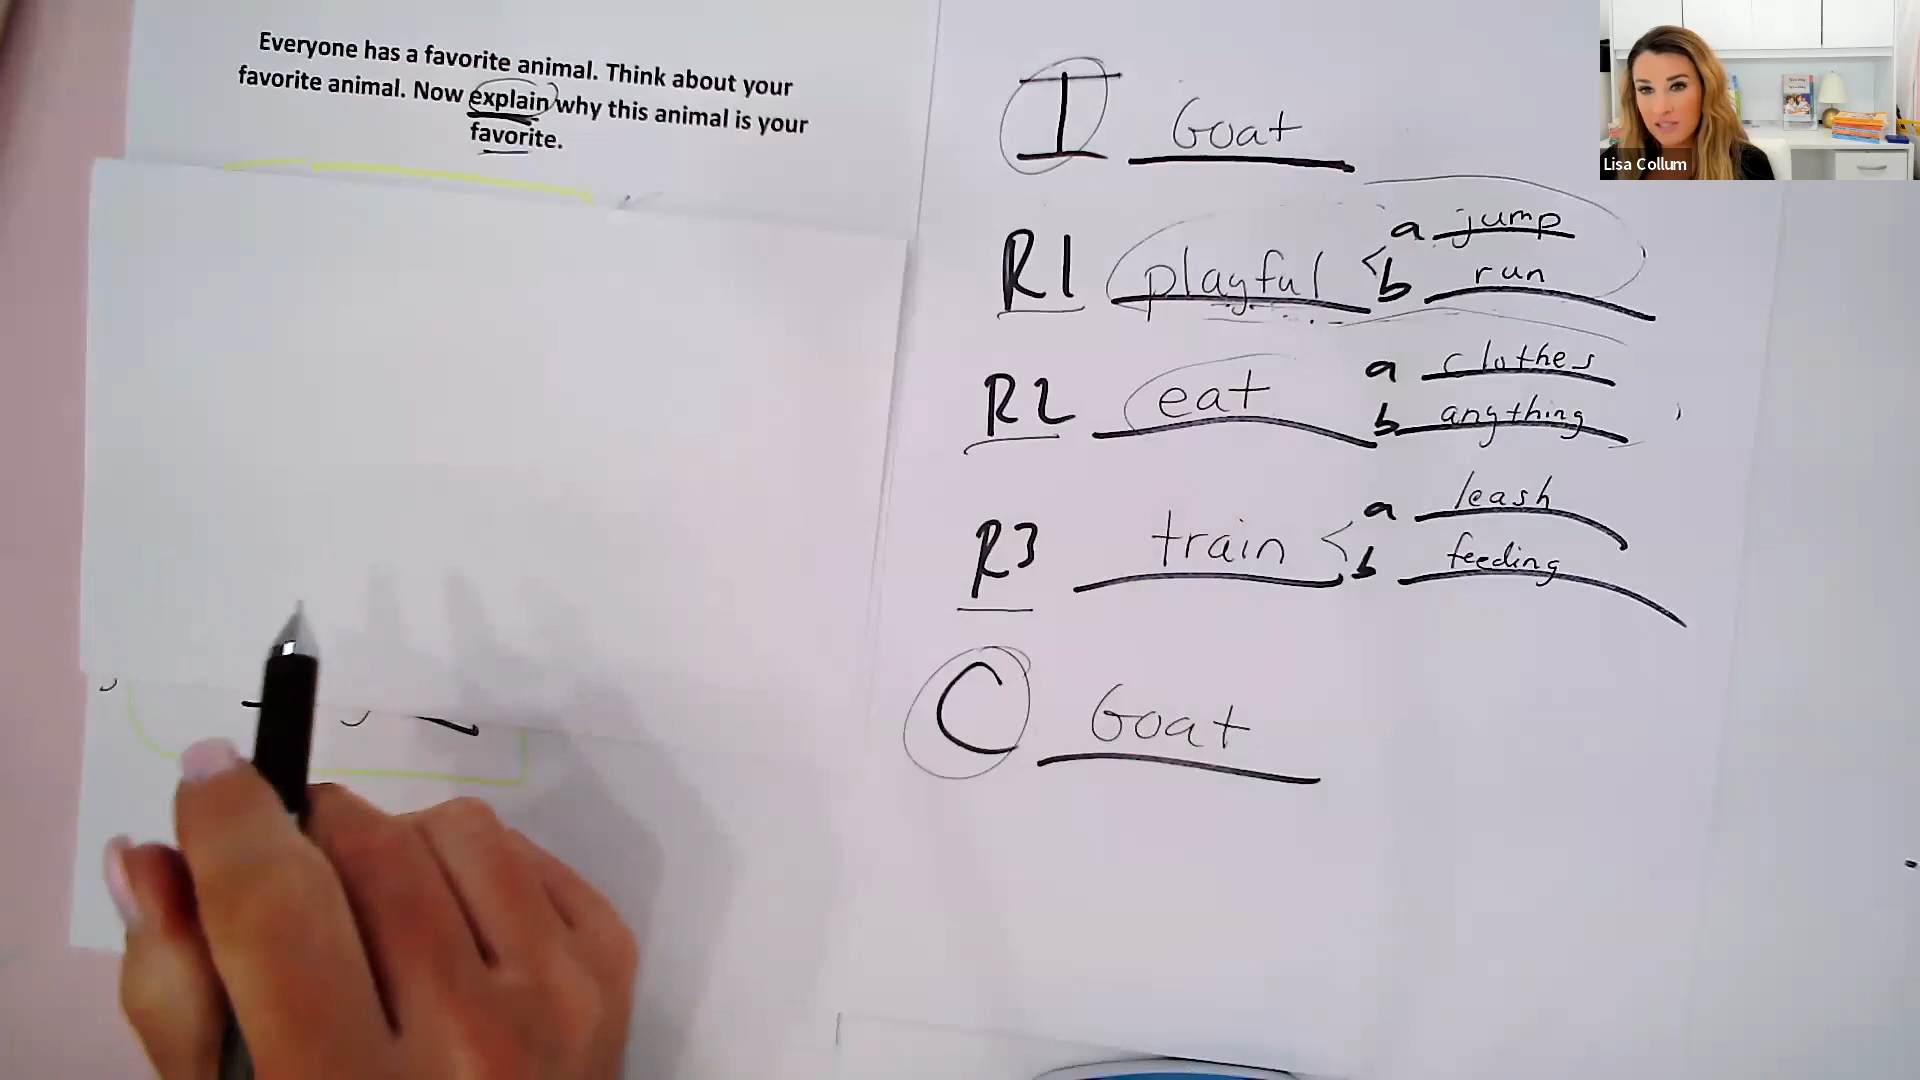 Everyone has a favorite animal. Think about your
favorite animal. Now explain why this animal is your
favorite.
I Goat
R1 playful
a jump
b run
R2 eat
a clothes
b anything
R3 train
a leash
b feeding
C Goat
Lisa Collum